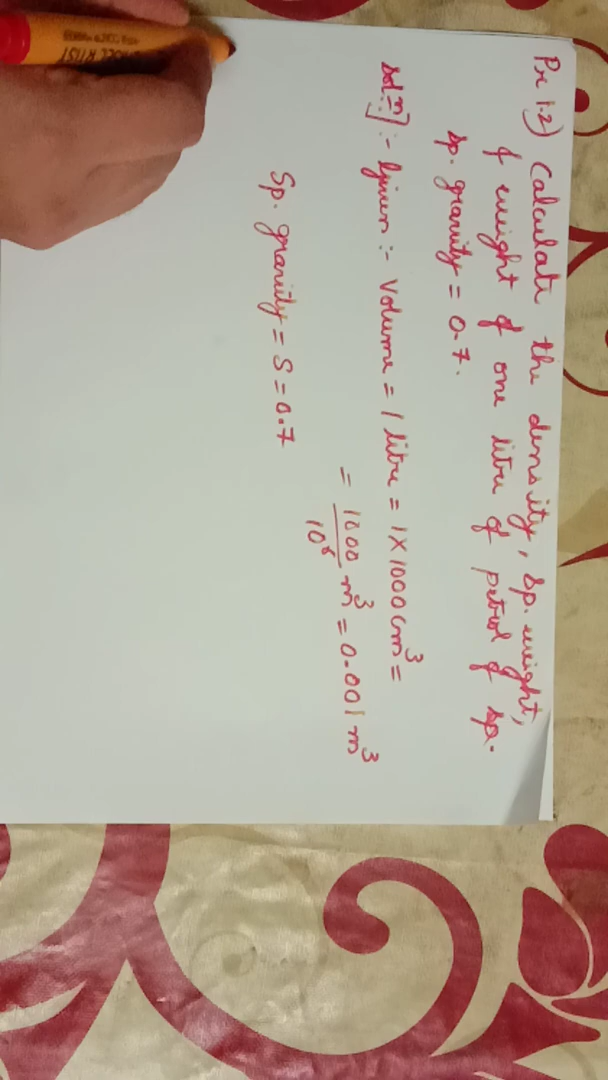 Pr 1.2) Calculate the density, sp. weight,
& weight of one litre of petrol of sp.
sp. gravity = 0.7.
Sol.n] :- Given :- Volume = 1 litre = 1 X 1000 cm³ =
= 1000/10⁶ m³ = 0.001 m³
Sp. gravity = S = 0.7